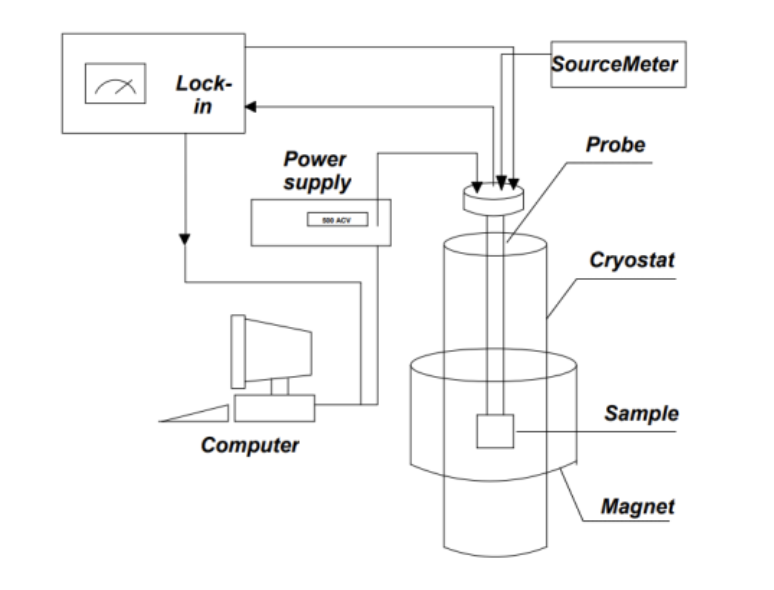 Lock-
in
SourceMeter
Probe
Power
supply
500 ACV
Cryostat
Sample
Computer
Magnet